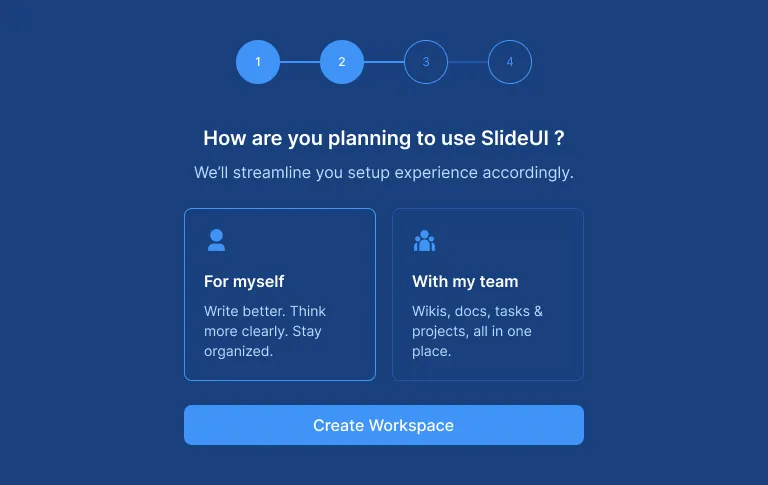 1
2
3
4
How are you planning to use SlideUI ?
We’ll streamline you setup experience accordingly.
For myself
Write better. Think
more clearly. Stay
organized.
With my team
Wikis, docs, tasks &
projects, all in one
place.
Create Workspace